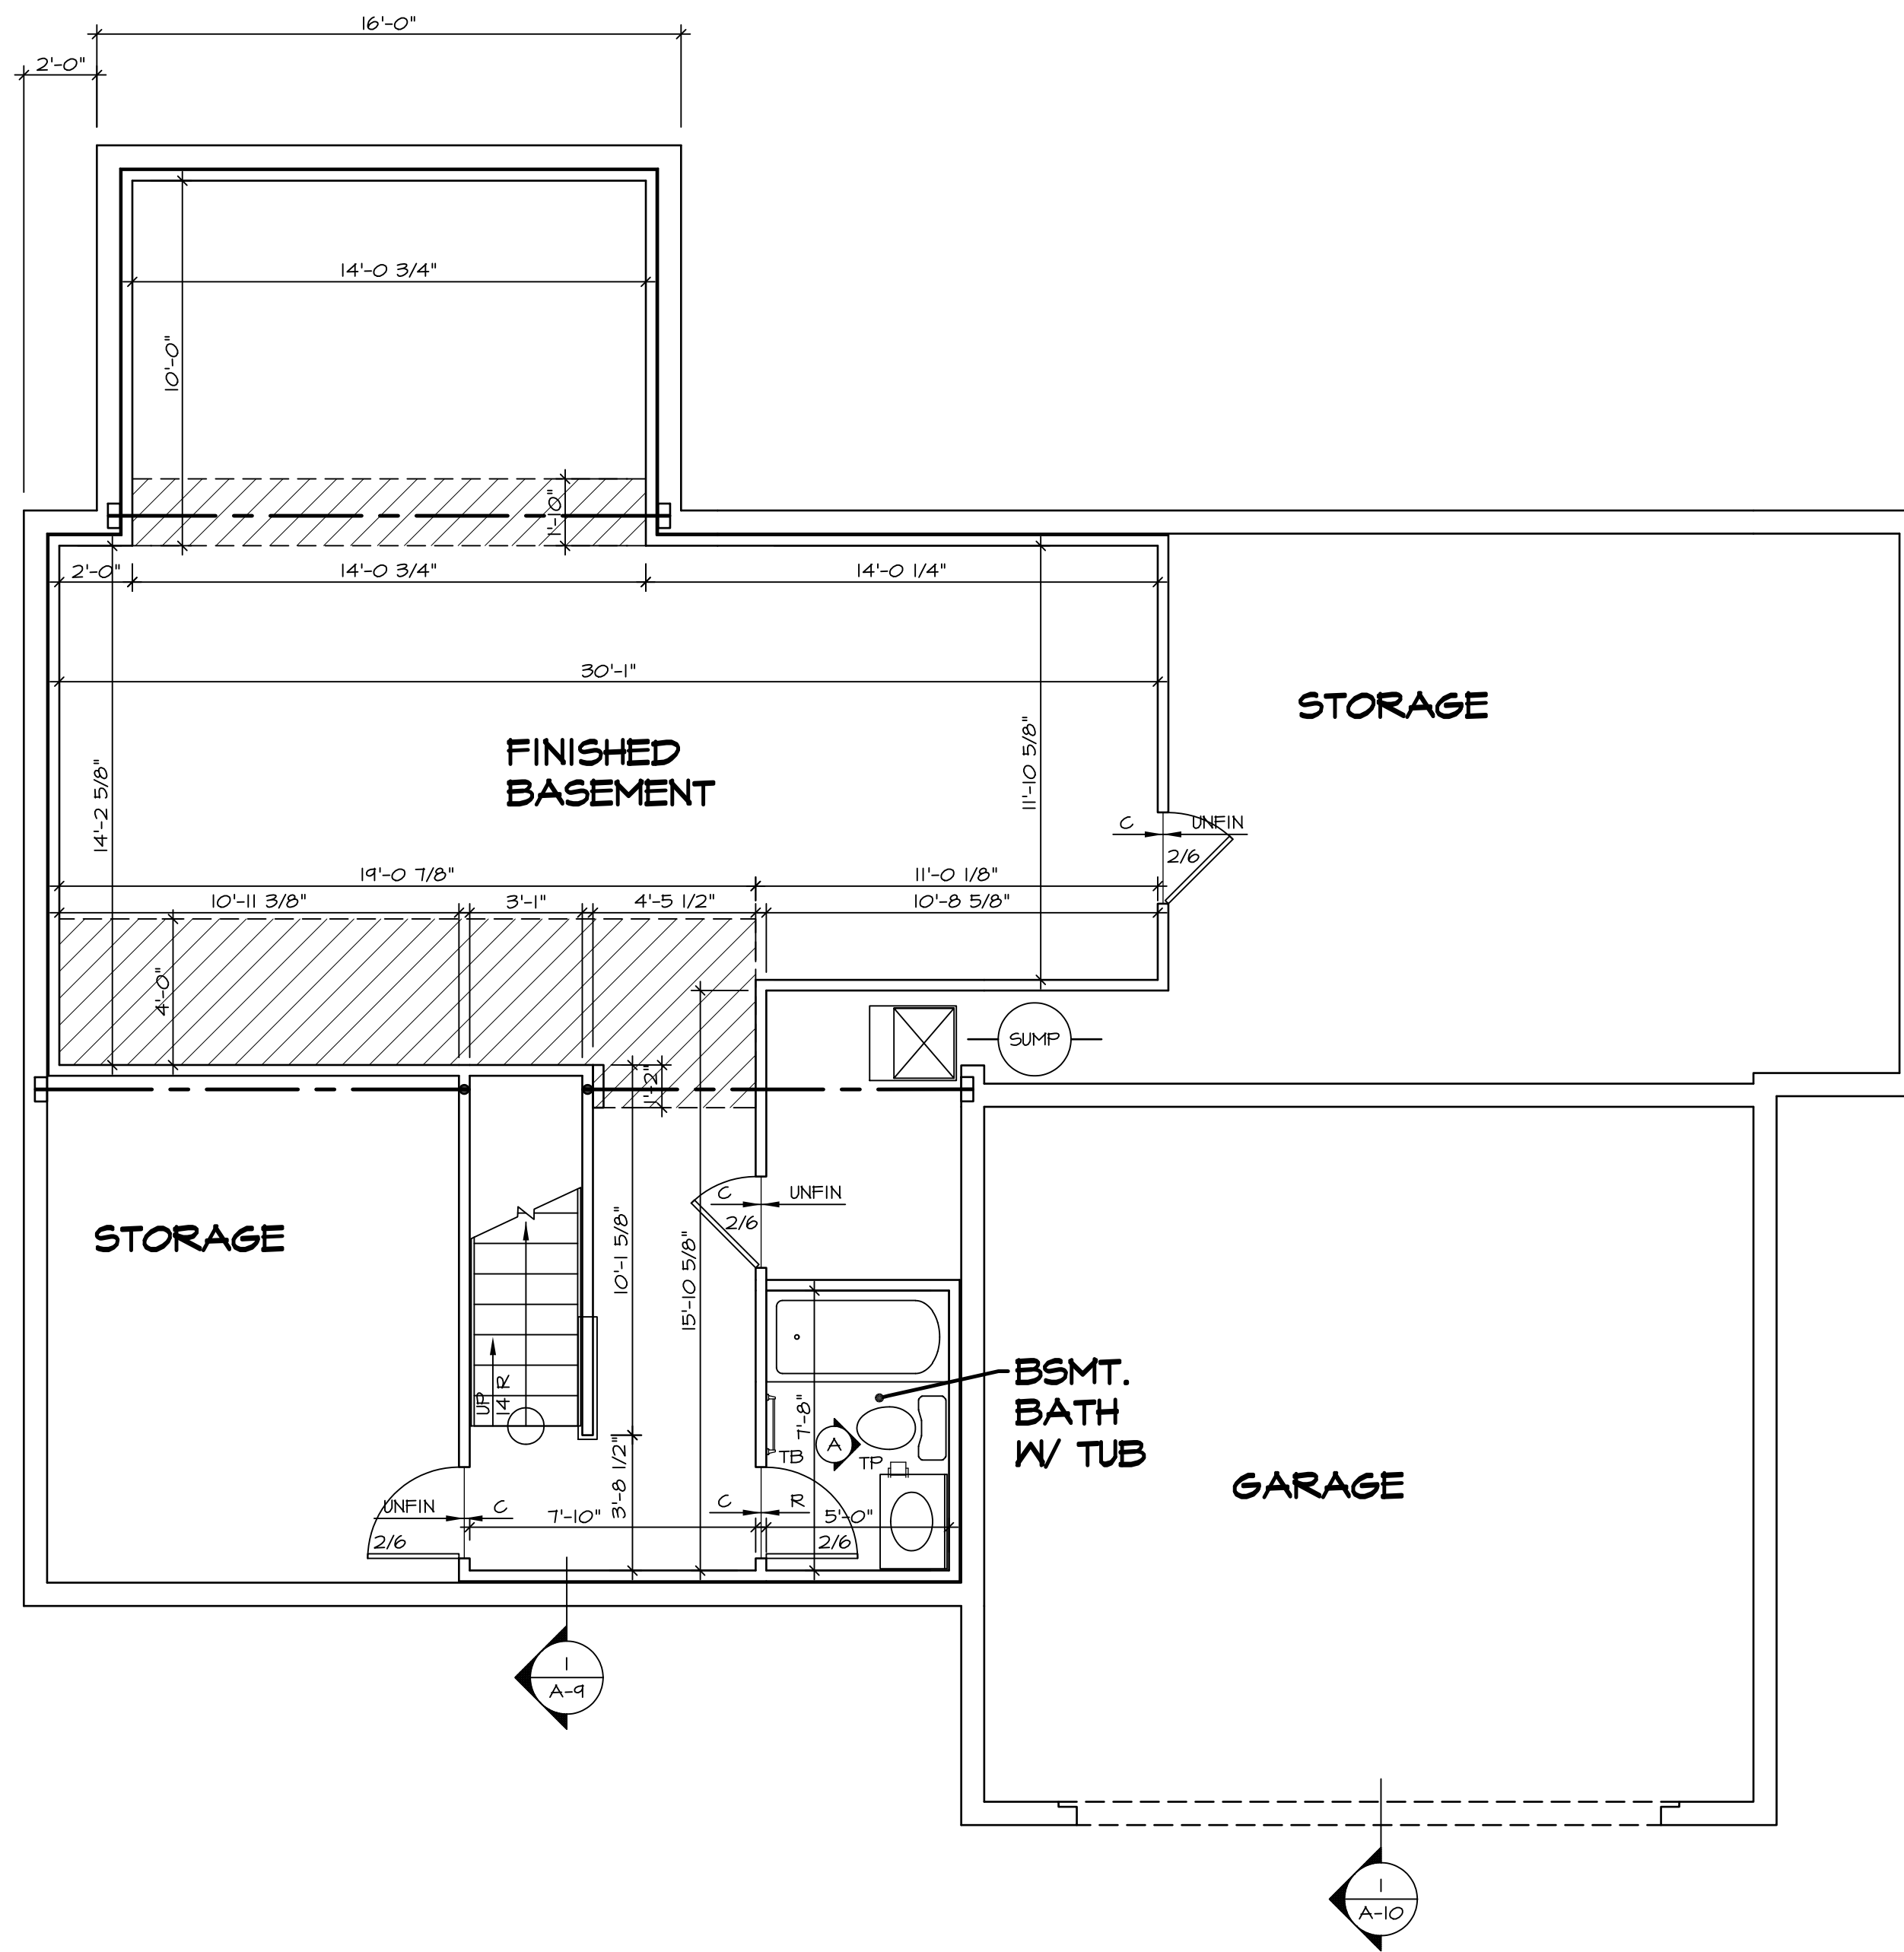 16'-0"
2'-0"
14'-0 3/4"
10'-0"
1'-10"
2'-0"
14'-0 3/4"
14'-0 1/4"
30'-1"
STORAGE
FINISHED
BASEMENT
14'-2 5/8"
11'-10 5/8"
C
UNFIN
2/6
19'-0 7/8"
11'-0 1/8"
10'-11 3/8"
3'-1"
4'-5 1/2"
10'-8 5/8"
4'-0"
SUMP
1'-2"
C
UNFIN
2/6
STORAGE
10'-1 5/8"
15'-10 5/8"
UP
14 R
BSMT.
BATH
W/ TUB
7'-8"
A
TB
TP
GARAGE
3'-8 1/2"
UNFIN
C
7'-10"
C
R
5'-0"
2/6
2/6
1
A-9
1
A-10